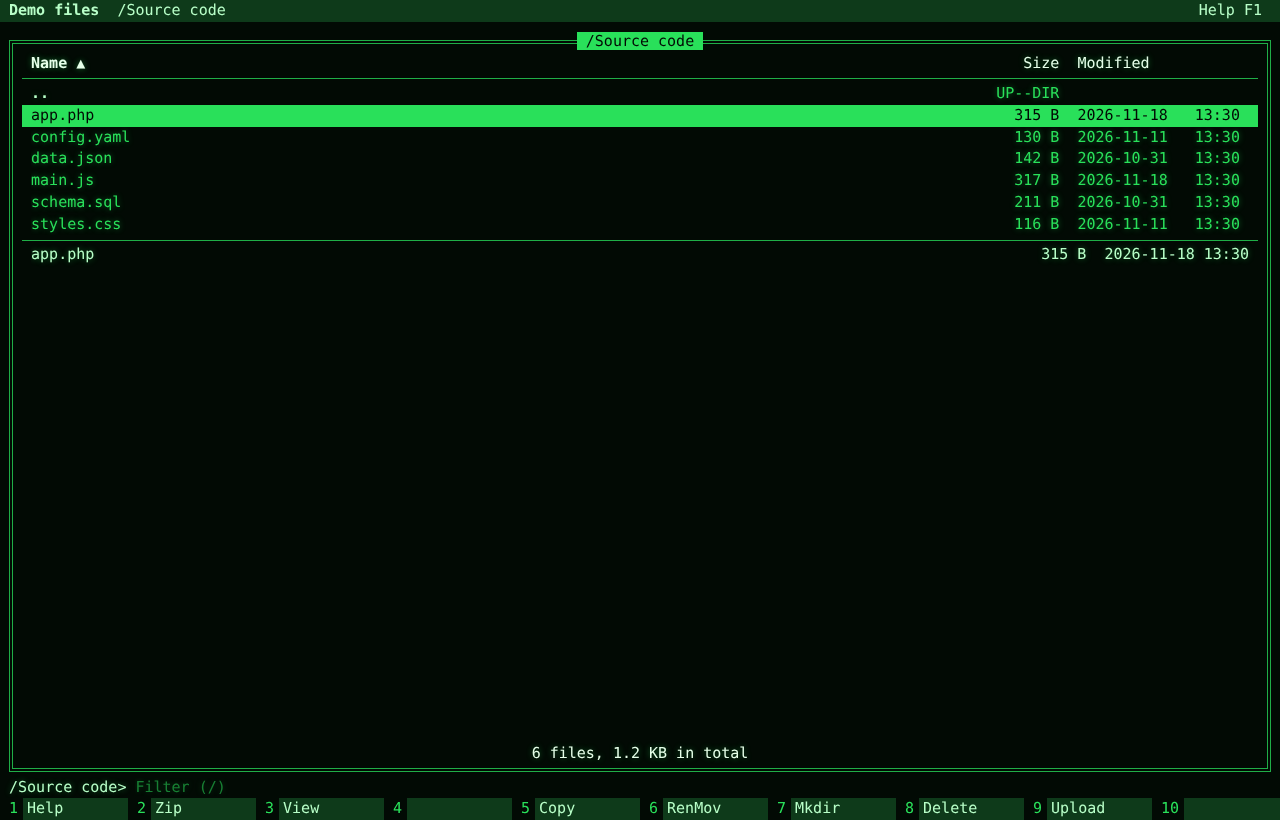 Demo files /Source code Help F1
/Source code
Name ▲ Size Modified
.. UP--DIR
app.php 315 B 2026-11-18 13:30
config.yaml 130 B 2026-11-11 13:30
data.json 142 B 2026-10-31 13:30
main.js 317 B 2026-11-18 13:30
schema.sql 211 B 2026-10-31 13:30
styles.css 116 B 2026-11-11 13:30
app.php 315 B 2026-11-18 13:30
6 files, 1.2 KB in total
/Source code> Filter (/)
1 Help 2 Zip 3 View 4 5 Copy 6 RenMov 7 Mkdir 8 Delete 9 Upload 10